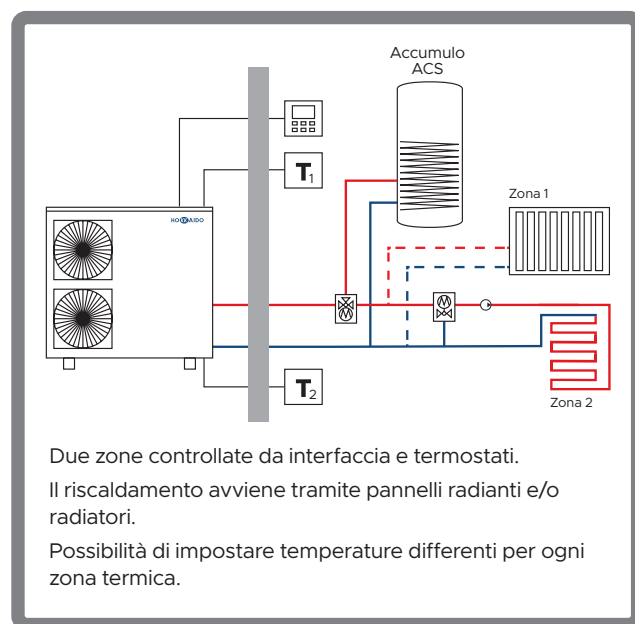 Accumulo
ACS
T1
Zona 1
HOKKAIDO
M
M
T2
Zona 2
Due zone controllate da interfaccia e termostati.
Il riscaldamento avviene tramite pannelli radianti e/o
radiatori.
Possibilità di impostare temperature differenti per ogni
zona termica.